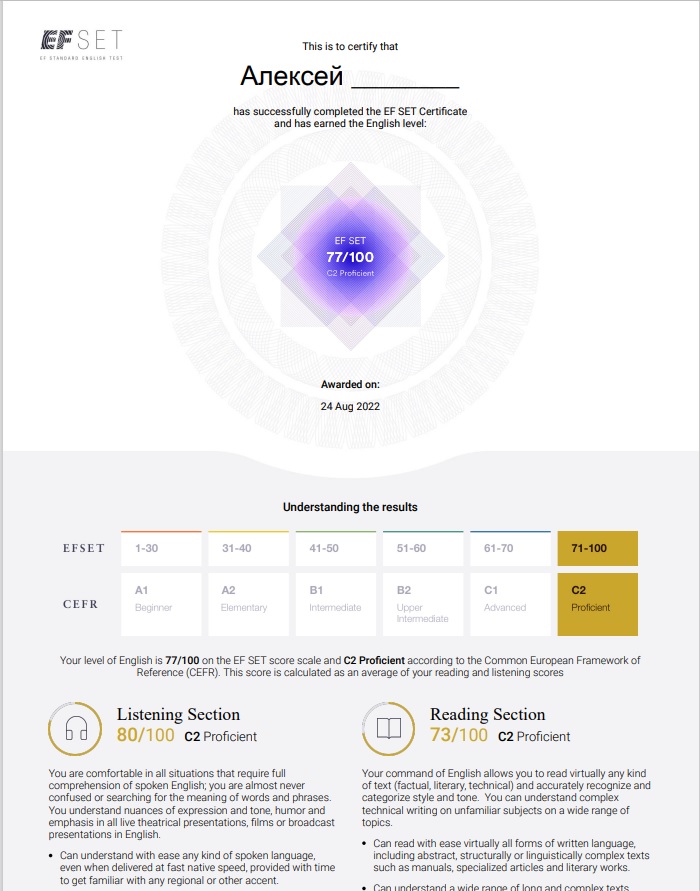 EFSET
EF STANDARD ENGLISH TEST
This is to certify that
Алексей ___________
has successfully completed the EF SET Certificate
and has earned the English level:
EF SET
77/100
C2 Proficient
Awarded on:
24 Aug 2022
Understanding the results
EFSET 1-30 31-40 41-50 51-60 61-70 71-100
CEFR
A1 A2 B1 B2 C1 C2
Beginner Elementary Intermediate Upper Advanced Proficient
Intermediate
Your level of English is 77/100 on the EF SET score scale and C2 Proficient according to the Common European Framework of
Reference (CEFR). This score is calculated as an average of your reading and listening scores
Listening Section
80/100 C2 Proficient
You are comfortable in all situations that require full
comprehension of spoken English; you are almost never
confused or searching for the meaning of words and phrases.
You understand nuances of expression and tone, humor and
emphasis in all live theatrical presentations, films or broadcast
presentations in English.
• Can understand with ease any kind of spoken language,
even when delivered at fast native speed, provided with time
to get familiar with any regional or other accent.
Reading Section
73/100 C2 Proficient
Your command of English allows you to read virtually any kind
of text (factual, literary, technical) and accurately recognize and
categorize style and tone. You can understand complex
technical writing on unfamiliar subjects on a wide range of
topics.
• Can read with ease virtually all forms of written language,
including abstract, structurally or linguistically complex texts
such as manuals, specialized articles and literary works.
• Can understand a wide range of long and complex texts